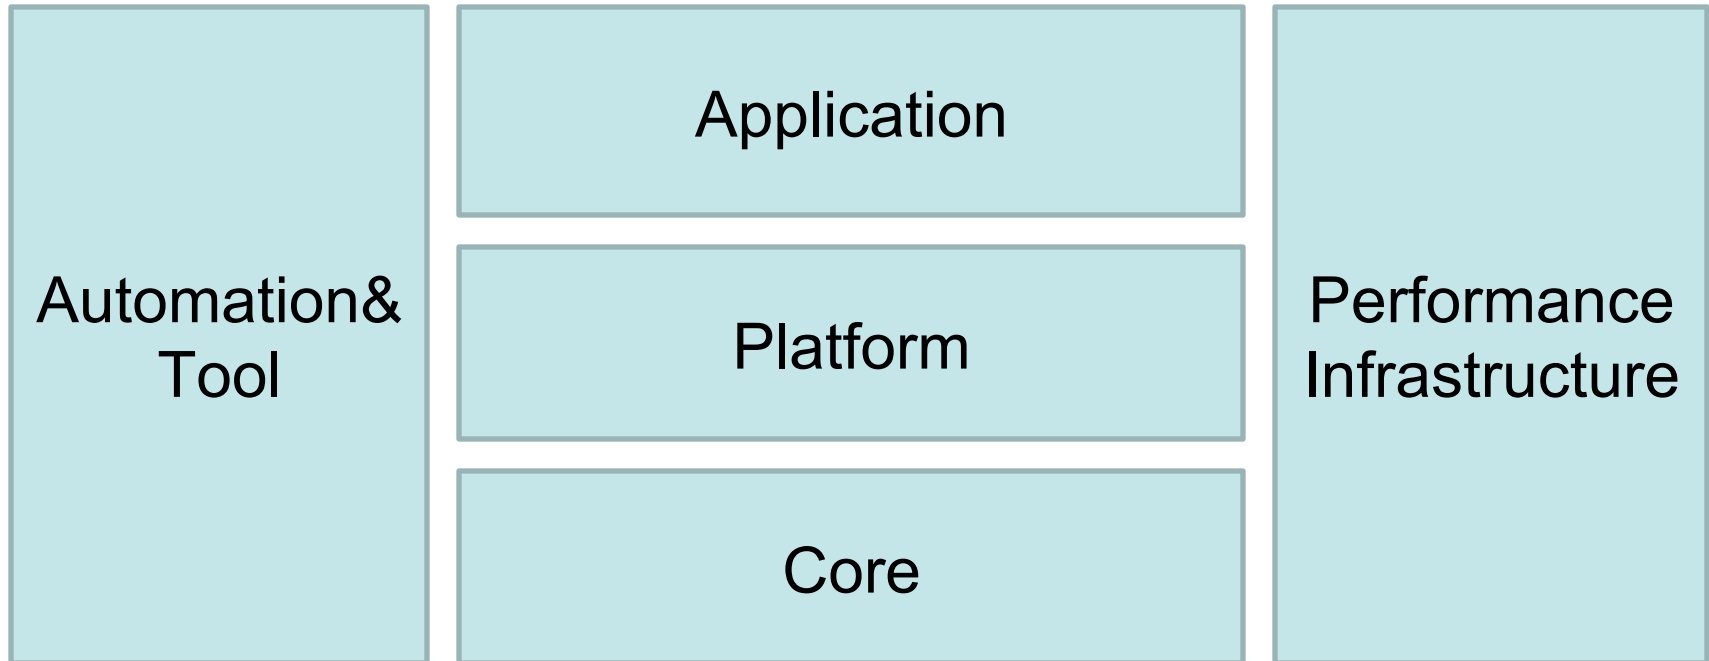 Automation&
Tool
Application
Platform
Core
Performance
Infrastructure